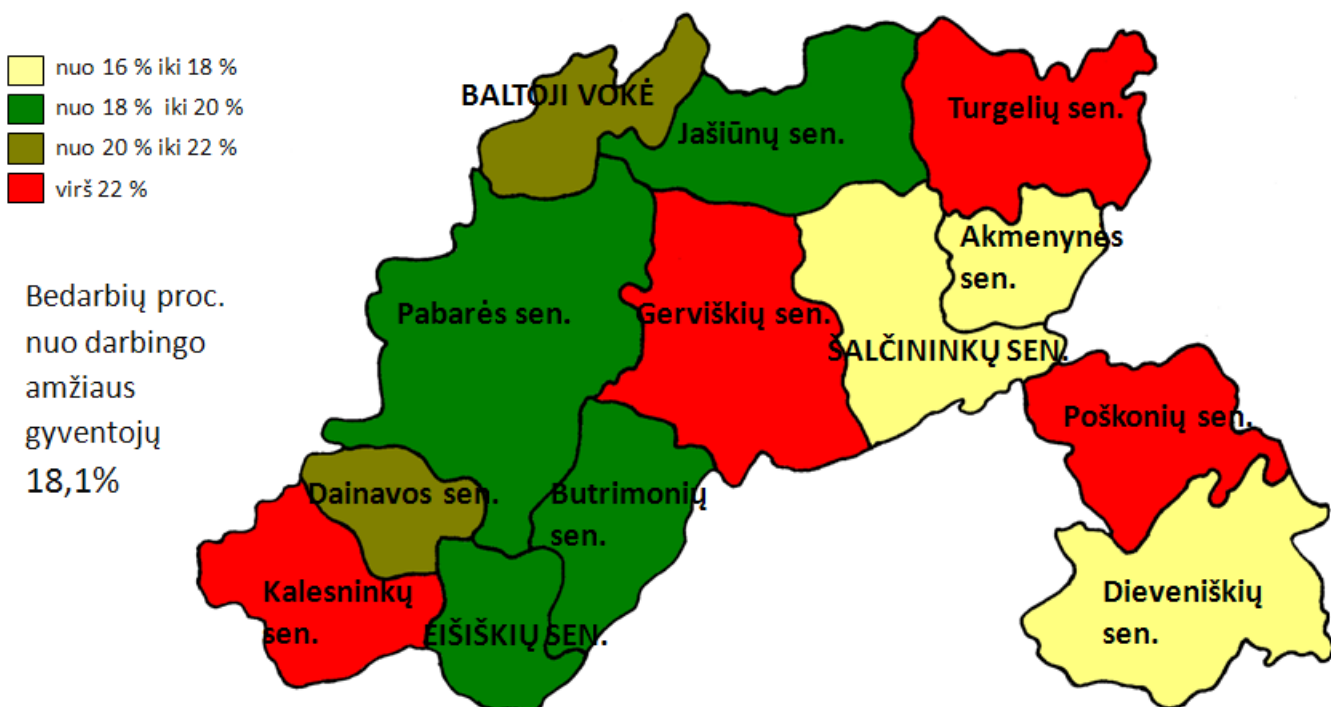 nuo 16 % iki 18 %
nuo 18 % iki 20 %
nuo 20 % iki 22 %
virš 22 %
Bedarbių proc.
nuo darbingo
amžiaus
gyventojų
18,1%
BALTOJI VOKĖ
Jašiūnų sen.
Turgelių sen.
Akmenynės
sen.
Pabarės sen.
Gerviškių sen.
ŠALČININKŲ SEN.
Poškonių sen.
Dainavos sen.
Butrimonių
sen.
Kalesninkų
sen.
EIŠIŠKIŲ SEN.
Dieveniškių
sen.